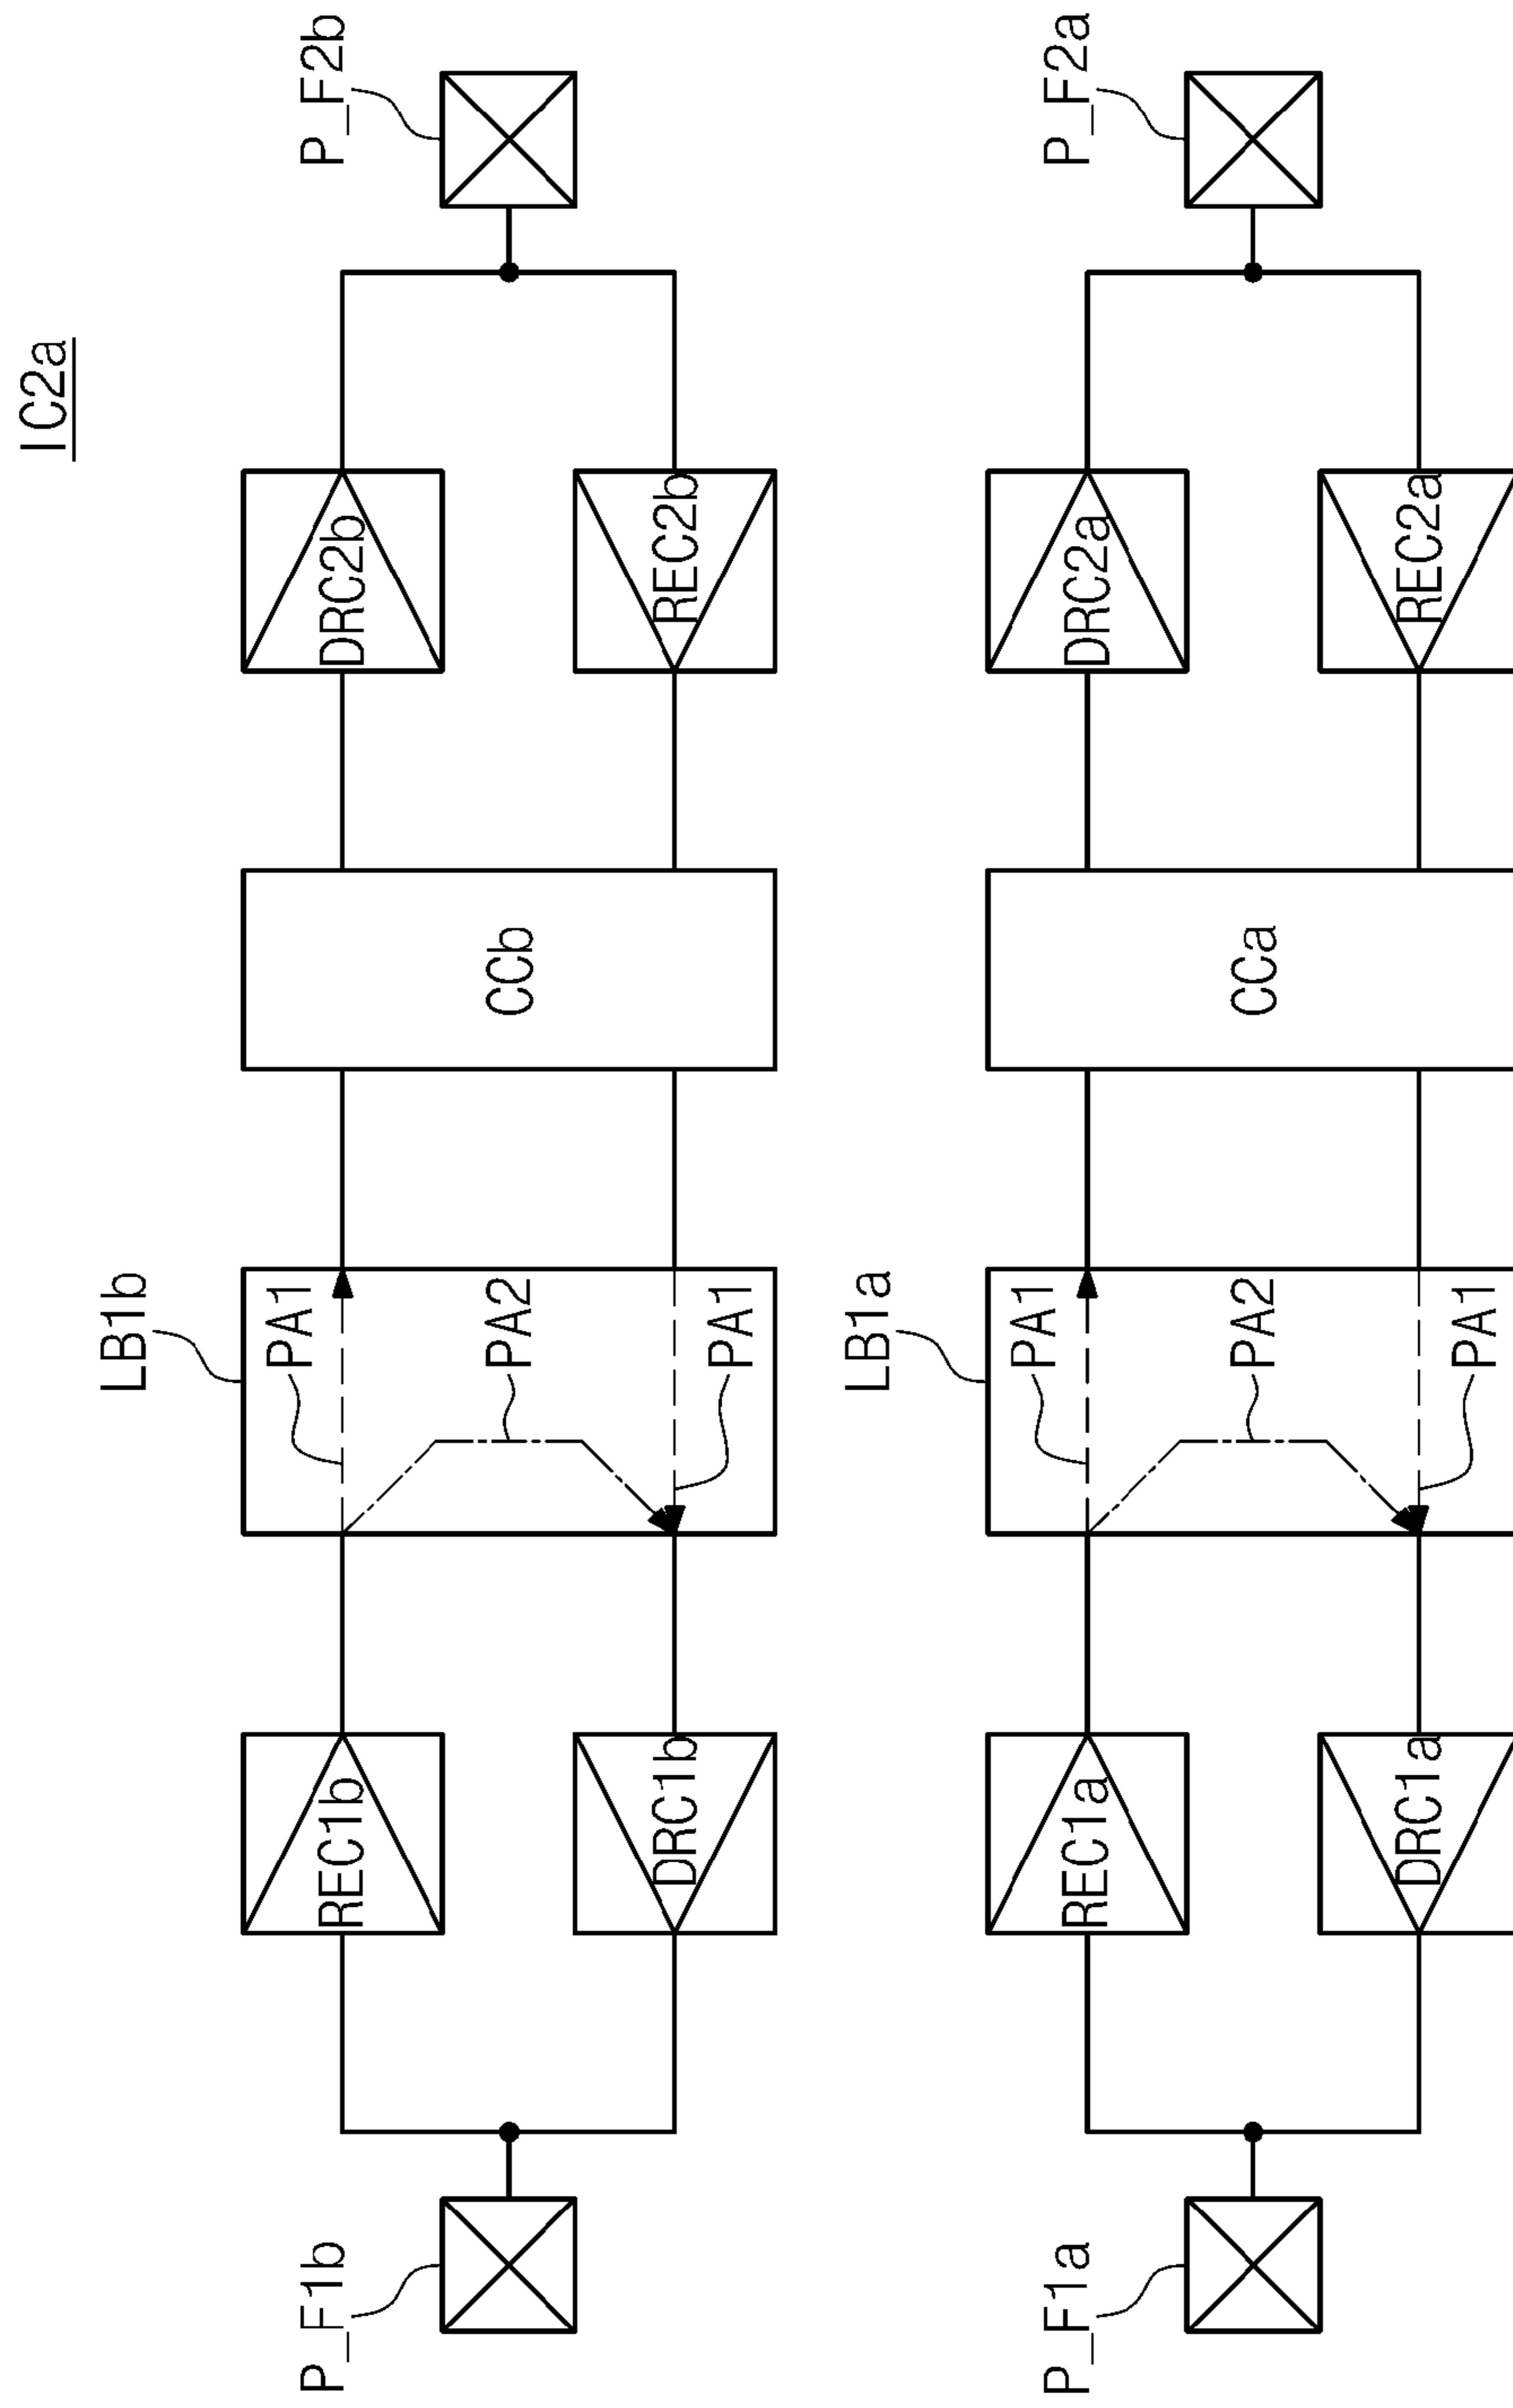 IC2a
P_F1b
REC1b
DRC1b
LB1b
PA1
PA2
PA1
CCb
DRC2b
REC2b
P_F2b
P_F1a
REC1a
DRC1a
LB1a
PA1
PA2
PA1
CCa
DRC2a
REC2a
P_F2a